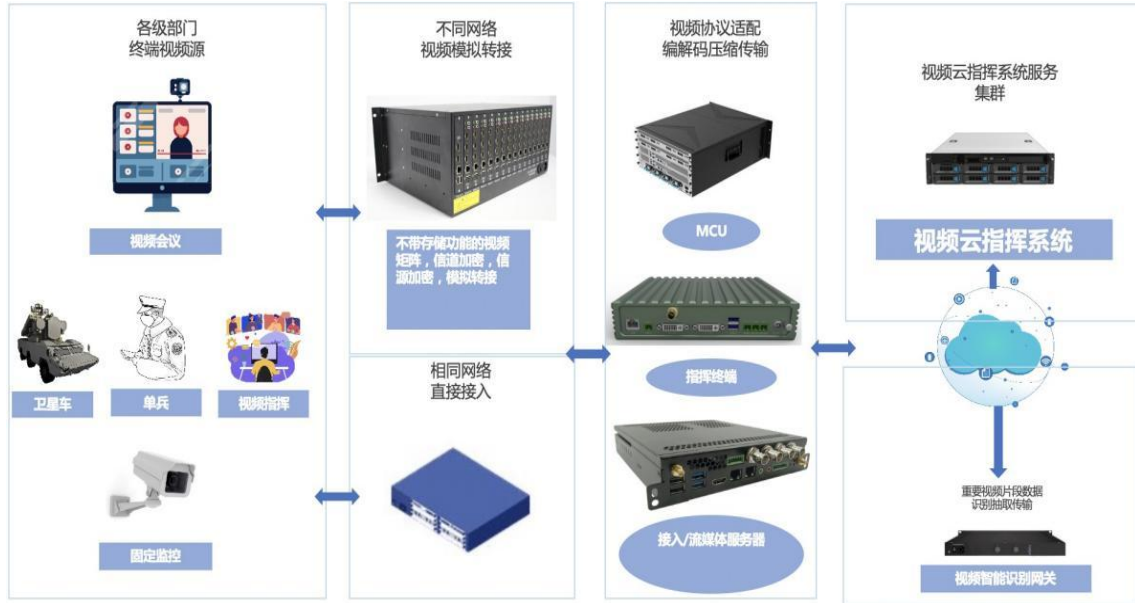 各级部门
终端视频源
视频会议
卫星车
单兵
视频指挥
固定监控
不同网络
视频模拟转接
不带存储功能的视频
矩阵，信道加密，信
源加密，模拟转接
相同网络
直接接入
视频协议适配
编解码压缩传输
MCU
指挥终端
接入/流媒体服务器
视频云指挥系统服务
集群
视频云指挥系统
重要视频片段数据
识别抽取传输
视频智能识别网关